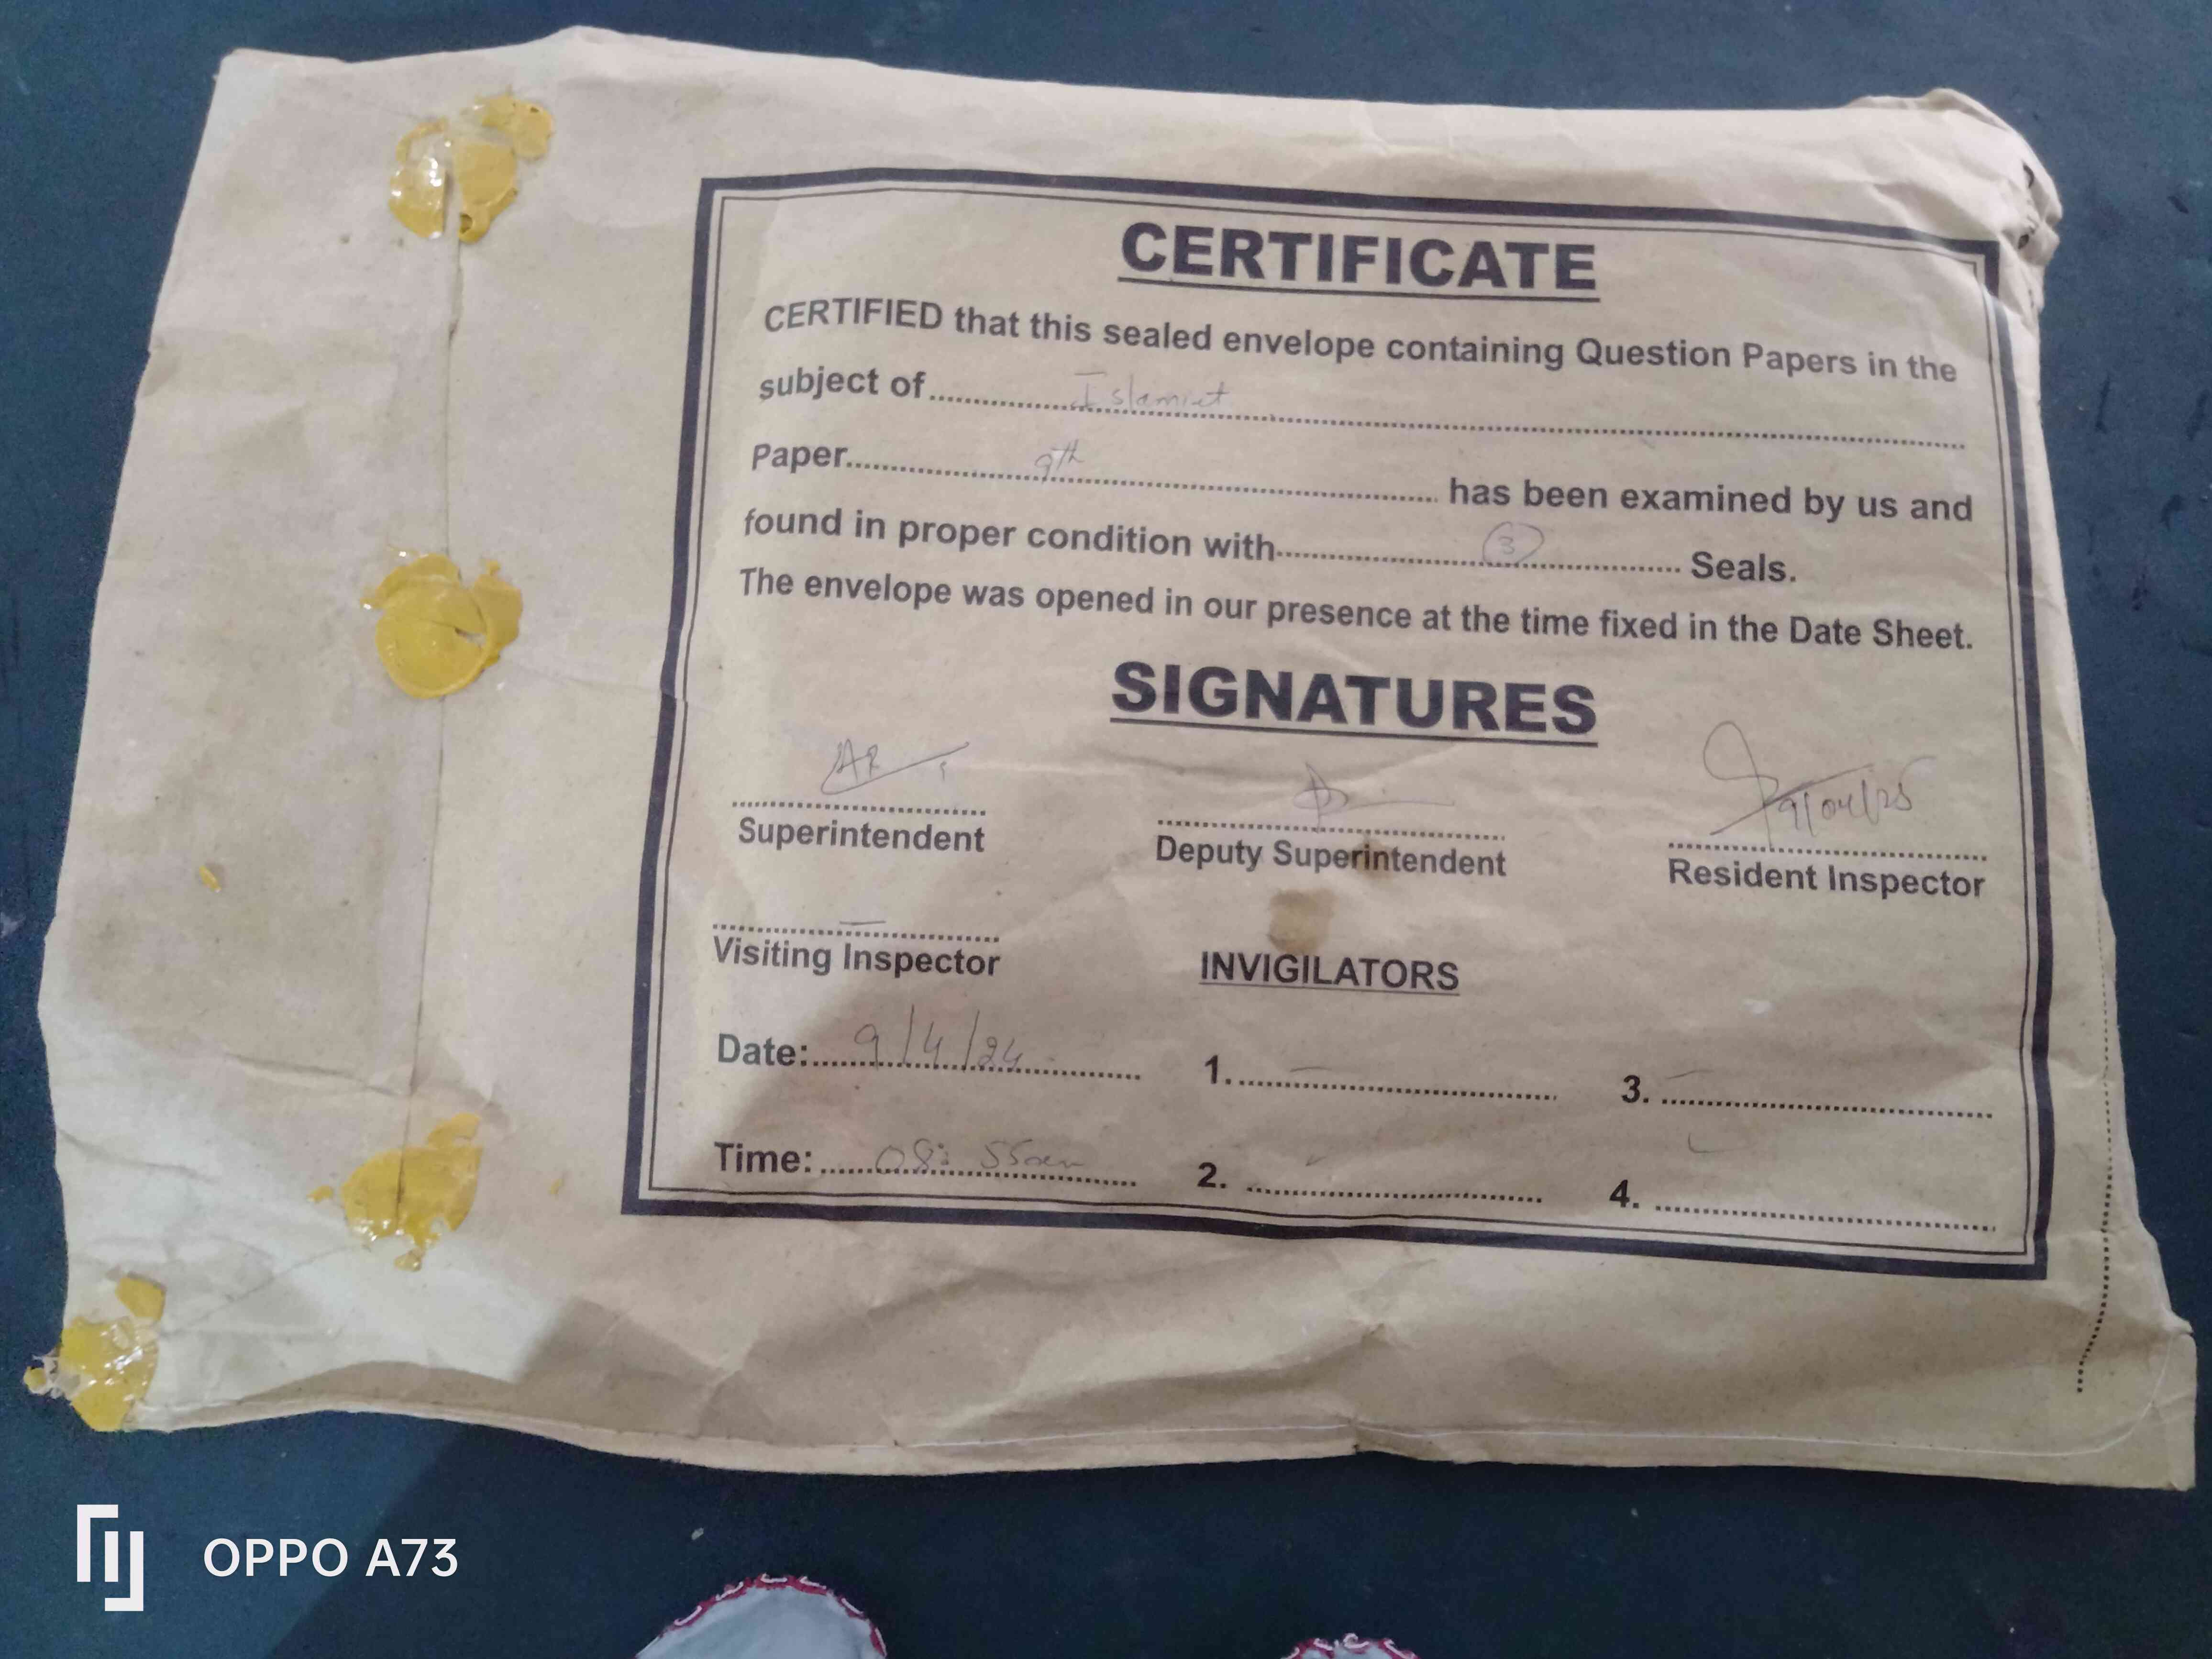 CERTIFICATE
CERTIFIED that this sealed envelope containing Question Papers in the
subject of.....Islamiat.....
Paper.....9th..... has been examined by us and
found in proper condition with.....3..... Seals.
The envelope was opened in our presence at the time fixed in the Date Sheet.
SIGNATURES
9/04/25
Superintendent Deputy Superintendent Resident Inspector
Visiting Inspector INVIGILATORS
Date:.....9/4/24..... 1...... 3......
Time:.....08:55am..... 2...... 4......
OPPO A73